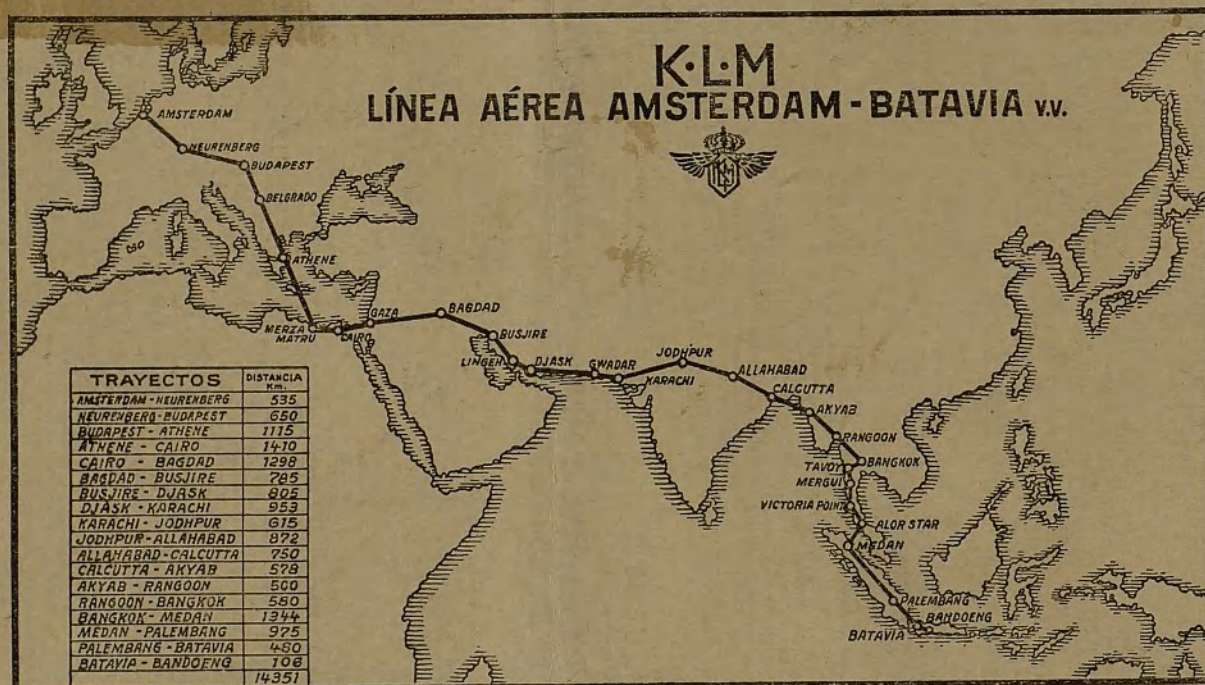 K·L·M
LÍNEA AÉREA AMSTERDAM - BATAVIA v.v.
KLM
AMSTERDAM
NEURENBERG
BUDAPEST
BELGRADO
ATHENE
MERZA MATRU
CAIRO
GAZA
BAGDAD
BUSJIRE
LINGEH
DJASK
GWADAR
KARACHI
JODHPUR
ALLAHABAD
CALCUTTA
AKYAB
RANGOON
BANGKOK
TAVOY
MERGUI
VICTORIA POINT
ALOR STAR
MEDAN
PALEMBANG
BANDOENG
BATAVIA
TRAYECTOS DISTANCIA Km.
AMSTERDAM-NEURENBERG 535
NEURENBERG-BUDAPEST 650
BUDAPEST - ATHENE 1115
ATHENE - CAIRO 1410
CAIRO - BAGDAD 1298
BAGDAD - BUSJIRE 785
BUSJIRE - DJASK 805
DJASK - KARACHI 953
KARACHI - JODHPUR 615
JODHPUR-ALLAHABAD 872
ALLAHABAD-CALCUTTA 750
CALCUTTA - AKYAB 578
AKYAB - RANGOON 560
RANGOON - BANGKOK 580
BANGKOK - MEDAN 1344
MEDAN - PALEMBANG 975
PALEMBANG - BATAVIA 480
BATAVIA - BANDOENG 106
14351